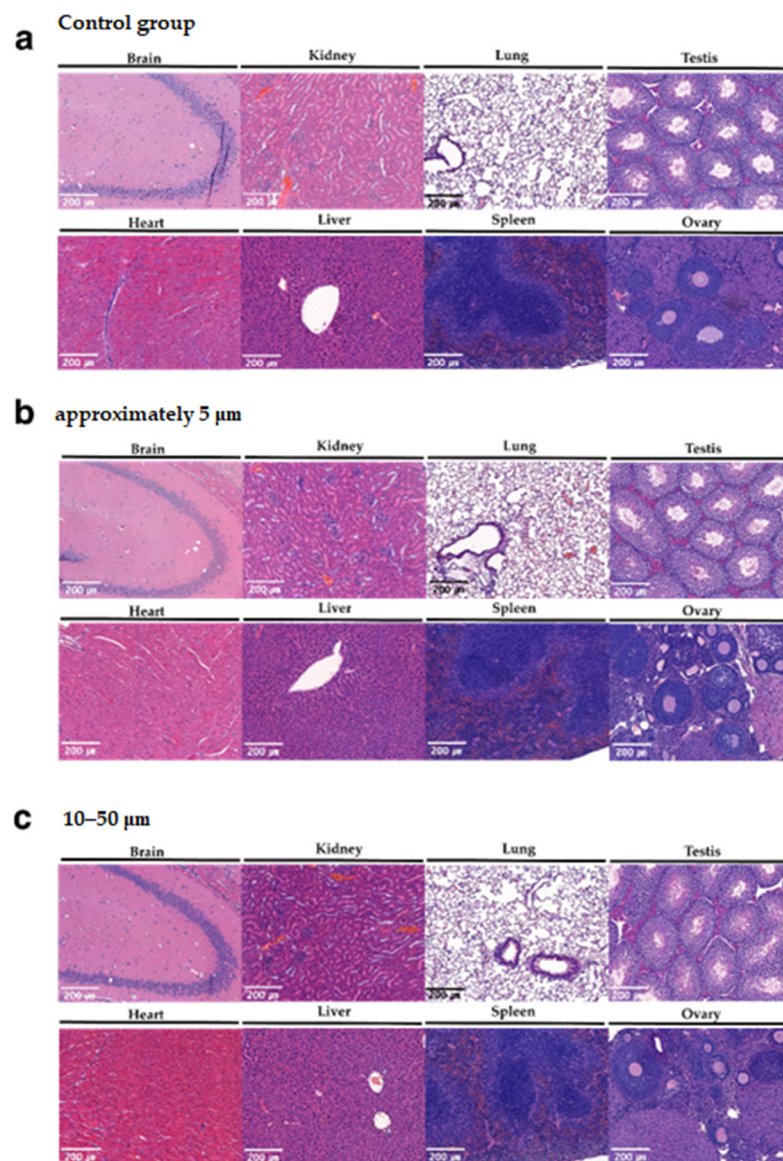 a Control group
Brain Kidney Lung Testis
200 μm 200 μm 200 μm 200 μm
Heart Liver Spleen Ovary
200 μm 200 μm 200 μm 200 μm
b approximately 5 μm
Brain Kidney Lung Testis
200 μm 200 μm 200 μm 200 μm
Heart Liver Spleen Ovary
200 μm 200 μm 200 μm 200 μm
c 10–50 μm
Brain Kidney Lung Testis
200 μm 200 μm 200 μm 200 μm
Heart Liver Spleen Ovary
200 μm 200 μm 200 μm 200 μm